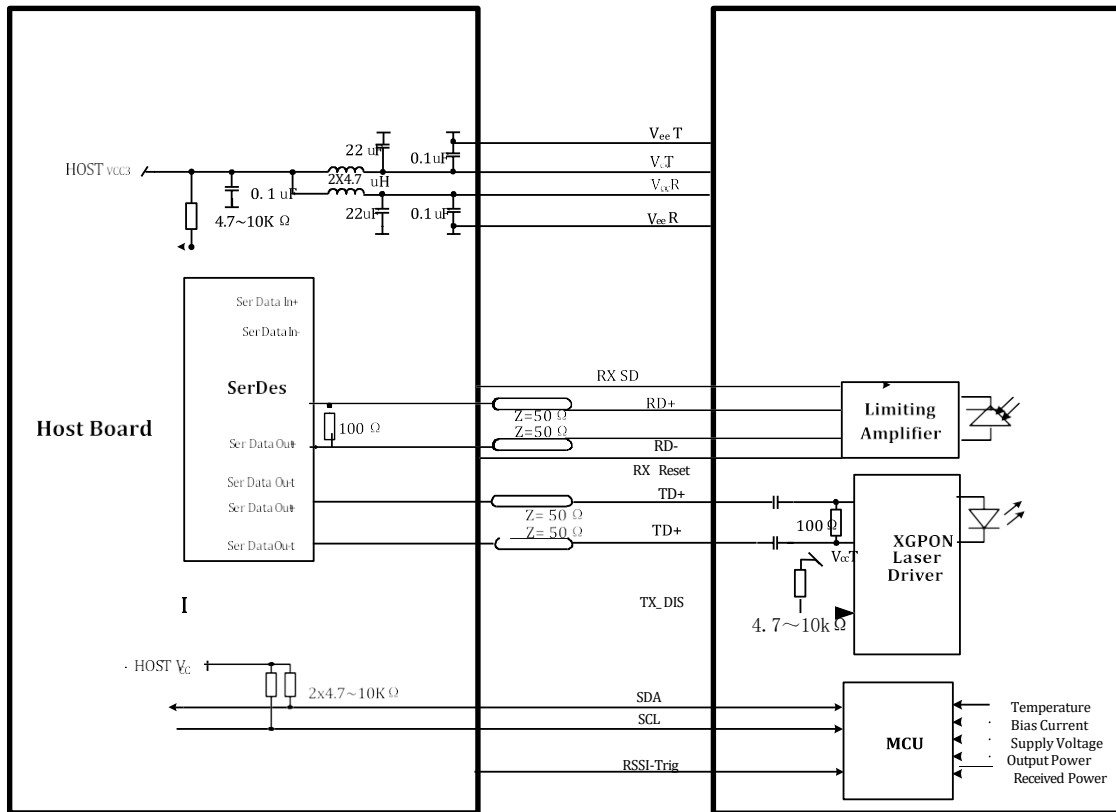 22 uF
0.1uF
Vee T
HOST VCC3
VccT
2X4.7 uH
VccR
0. 1 uF
22uF
0.1uF
4.7~10K Ω
Vee R
Ser Data In+
Ser Data In-
SerDes
RX SD
RD+
Z=50 Ω
Z=50 Ω
Limiting
Amplifier
Host Board
100 Ω
Ser Data Out+
RD-
RX Reset
Ser Data Out-
Ser Data Out+
TD+
Z= 50 Ω
Z= 50 Ω
100 Ω
Ser Data Out-
TD+
VccT
XGPON
Laser
Driver
I
TX_DIS
4. 7~10k Ω
HOST VCC
2x4.7~10K Ω
SDA
SCL
RSSI-Trig
MCU
Temperature
Bias Current
Supply Voltage
Output Power
Received Power